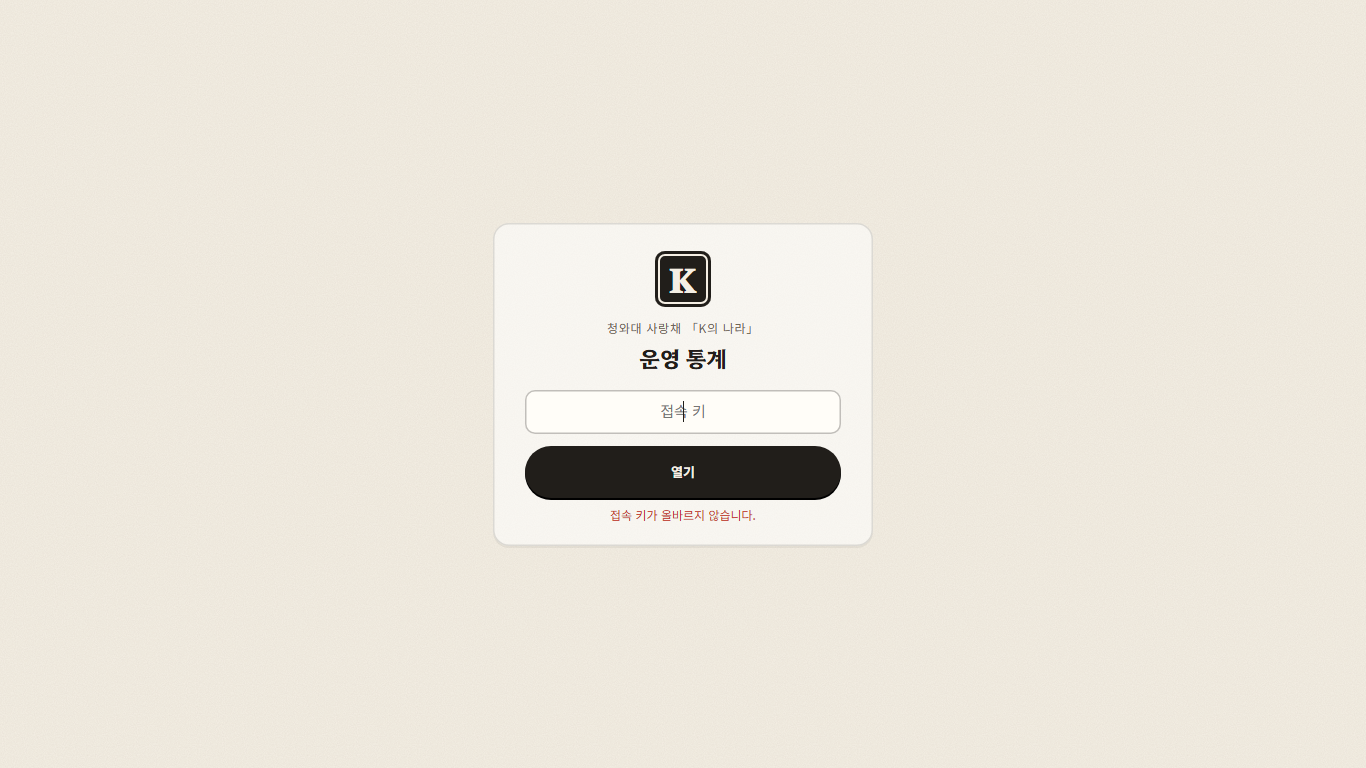 K
청와대 사랑채 「K의 나라」
운영 통계
접속 키
열기
접속 키가 올바르지 않습니다.